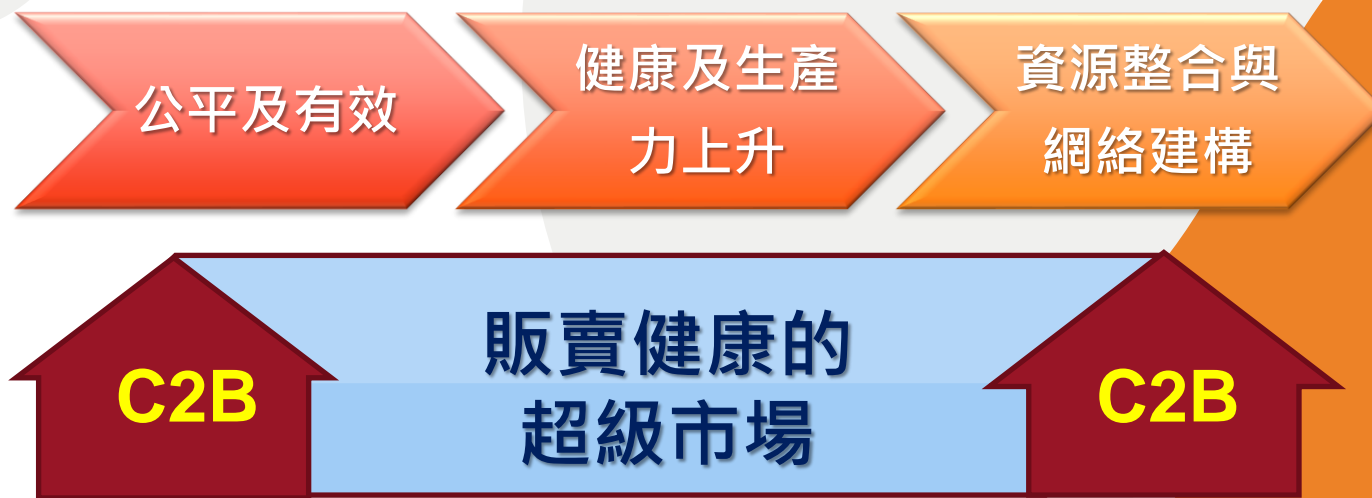 公平及有效
健康及生產
力上升
資源整合與
網絡建構
販賣健康的
超級市場
C2B
C2B